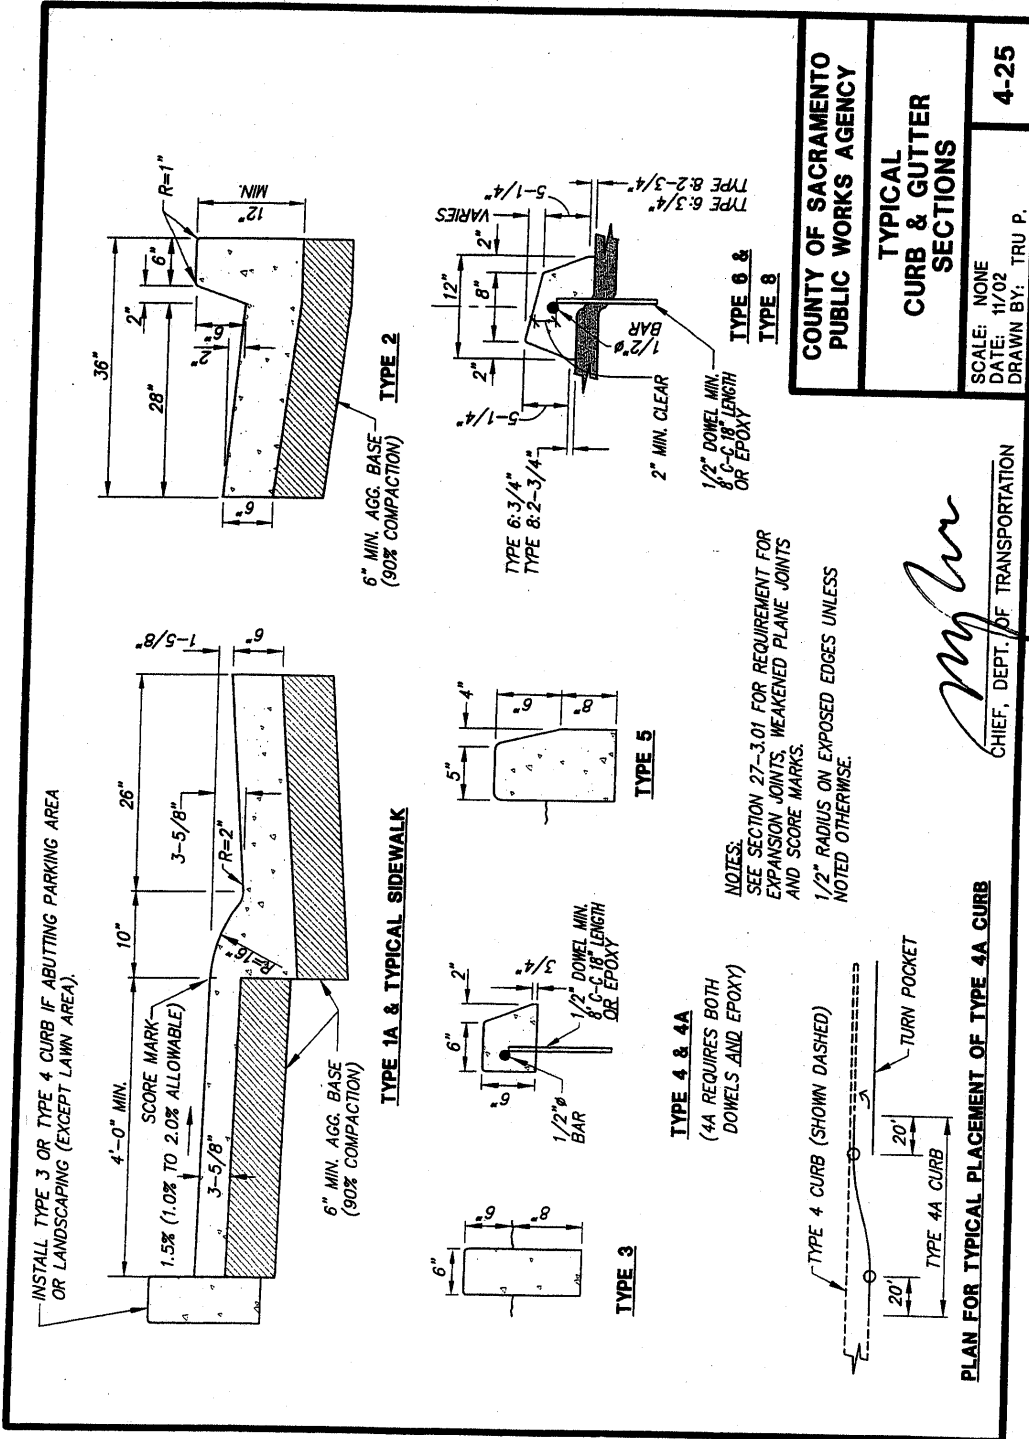 INSTALL TYPE 3 OR TYPE 4 CURB IF ABUTTING PARKING AREA
OR LANDSCAPING (EXCEPT LAWN AREA).
4'-0" MIN.
10"
26"
SCORE MARK
1.5% (1.0% TO 2.0% ALLOWABLE)
3-5/8"
3-5/8"
R=2"
R=16"
1-5/8"
6"
6" MIN. AGG. BASE
(90% COMPACTION)
TYPE 1A & TYPICAL SIDEWALK
36"
28"
2"
6"
R=1"
6"
2"
6"
12"
MIN.
6" MIN. AGG. BASE
(90% COMPACTION)
TYPE 2
6"
6"
8"
TYPE 3
6"
2"
6"
3/4"
1/2"ø
BAR
1/2" DOWEL MIN.
8' C-C 18" LENGTH
OR EPOXY
TYPE 4 & 4A
(4A REQUIRES BOTH
DOWELS AND EPOXY)
5"
4"
6"
8"
TYPE 5
12"
2"
8"
2"
VARIES
5-1/4"
5-1/4"
TYPE 6:3/4"
TYPE 8:2-3/4"
TYPE 6:3/4"
TYPE 8:2-3/4"
1/2"ø
BAR
2" MIN. CLEAR
1/2" DOWEL MIN.
8' C-C 18" LENGTH
OR EPOXY
TYPE 6 &
TYPE 8
NOTES:
SEE SECTION 27-3.01 FOR REQUIREMENT FOR
EXPANSION JOINTS, WEAKENED PLANE JOINTS
AND SCORE MARKS.
1/2" RADIUS ON EXPOSED EDGES UNLESS
NOTED OTHERWISE.
TYPE 4 CURB (SHOWN DASHED)
TURN POCKET
20'
20'
TYPE 4A CURB
PLAN FOR TYPICAL PLACEMENT OF TYPE 4A CURB
CHIEF, DEPT. OF TRANSPORTATION
COUNTY OF SACRAMENTO
PUBLIC WORKS AGENCY
TYPICAL
CURB & GUTTER
SECTIONS
SCALE: NONE
DATE: 11/02
DRAWN BY: TRU P.
4-25